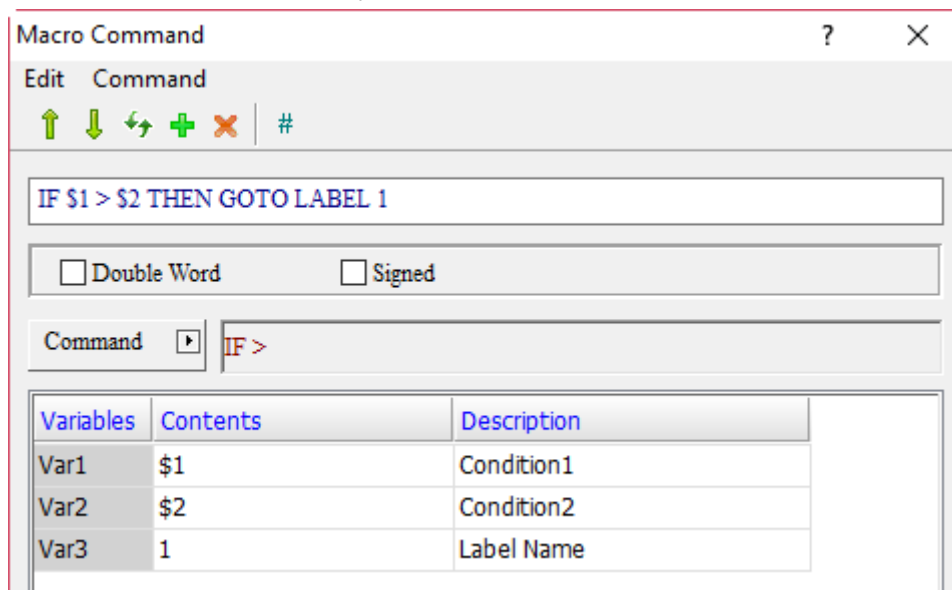 Macro Command ?
Edit Command
#
IF $1 > $2 THEN GOTO LABEL 1
Double Word Signed
Command IF >
Variables Contents Description
Var1 $1 Condition1
Var2 $2 Condition2
Var3 1 Label Name